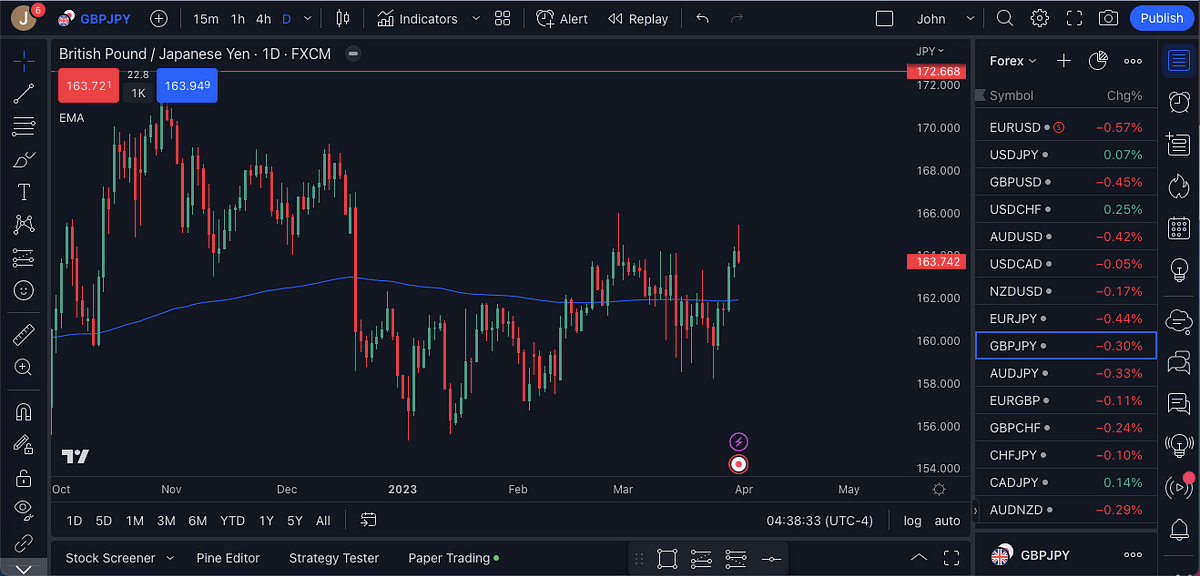 J 6 GBPJPY 15m 1h 4h D Indicators Alert Replay John Publish
British Pound / Japanese Yen · 1D · FXCM
163.721 22.8 1K 163.949
EMA
JPY
172.668
172.000
170.000
168.000
166.000
163.742
162.000
160.000
158.000
156.000
154.000
Oct Nov Dec 2023 Feb Mar Apr May
1D 5D 1M 3M 6M YTD 1Y 5Y All 04:38:33 (UTC-4) log auto
Stock Screener Pine Editor Strategy Tester Paper Trading
Forex
Symbol Chg%
EURUSD −0.57%
USDJPY 0.07%
GBPUSD −0.45%
USDCHF 0.25%
AUDUSD −0.42%
USDCAD −0.05%
NZDUSD −0.17%
EURJPY −0.44%
GBPJPY −0.30%
AUDJPY −0.33%
EURGBP −0.11%
GBPCHF −0.24%
CHFJPY −0.10%
CADJPY 0.14%
AUDNZD −0.29%
GBPJPY